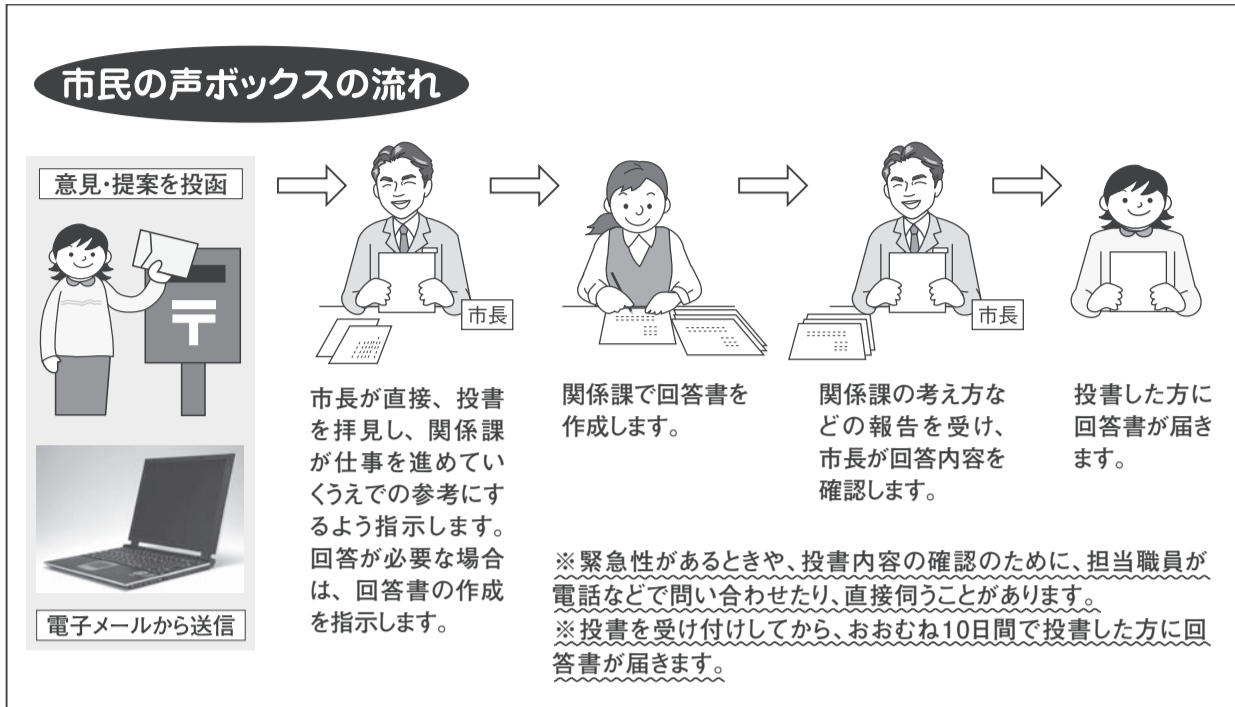 市民の声ボックスの流れ
意見・提案を投函
〒
電子メールから送信
市長
市長が直接、投書
を拝見し、関係課
が仕事を進めてい
くうえでの参考にす
るよう指示します。
回答が必要な場合
は、回答書の作成
を指示します。
関係課で回答書を
作成します。
市長
関係課の考え方な
どの報告を受け、
市長が回答内容を
確認します。
投書した方に
回答書が届き
ます。
※緊急性があるときや、投書内容の確認のために、担当職員が
電話などで問い合わせたり、直接伺うことがあります。
※投書を受け付けしてから、おおむね10日間で投書した方に回
答書が届きます。